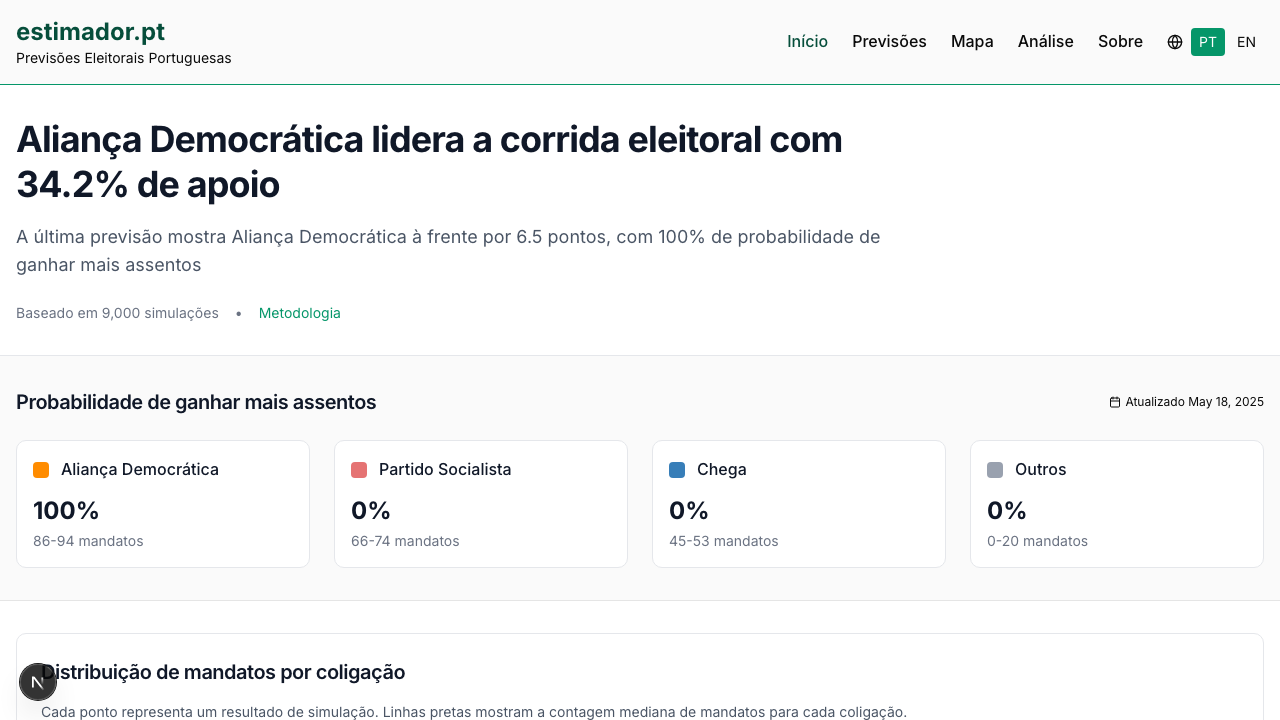 estimador.pt
Previsões Eleitorais Portuguesas
Início
Previsões
Mapa
Análise
Sobre
PT
EN
Aliança Democrática lidera a corrida eleitoral com
34.2% de apoio
A última previsão mostra Aliança Democrática à frente por 6.5 pontos, com 100% de probabilidade de
ganhar mais assentos
Baseado em 9,000 simulações • Metodologia
Probabilidade de ganhar mais assentos
Atualizado May 18, 2025
Aliança Democrática
100%
86-94 mandatos
Partido Socialista
0%
66-74 mandatos
Chega
0%
45-53 mandatos
Outros
0%
0-20 mandatos
Distribuição de mandatos por coligação
N
Cada ponto representa um resultado de simulação. Linhas pretas mostram a contagem mediana de mandatos para cada coligação.